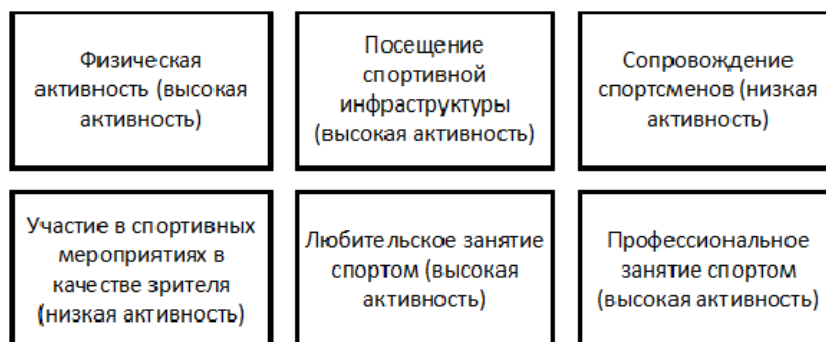 Физическая
активность (высокая
активность)
Посещение
спортивной
инфраструктуры
(высокая активность)
Сопровождение
спортсменов (низкая
активность)
Участие в спортивных
мероприятиях в
качестве зрителя
(низкая активность)
Любительское занятие
спортом (высокая
активность)
Профессиональное
занятие спортом
(высокая активность)